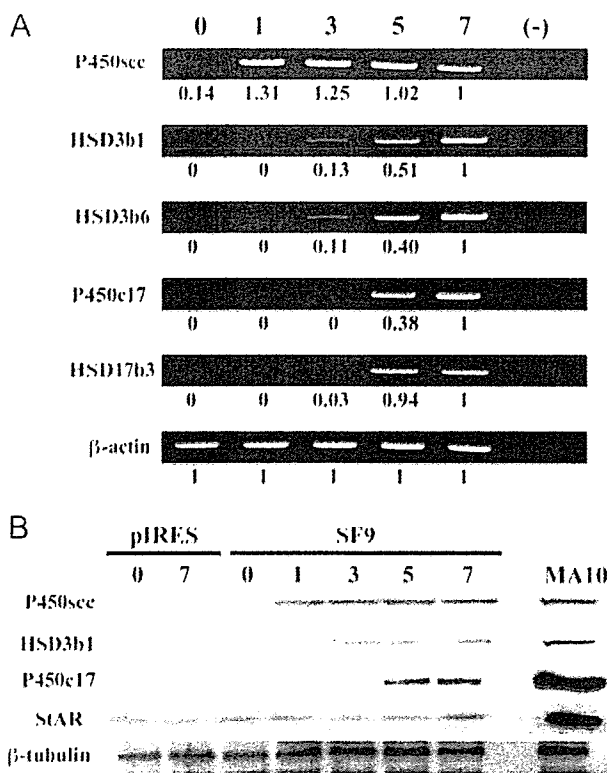 A
0 1 3 5 7 (-)
P450scc
0.14 1.31 1.25 1.02 1
HSD3b1
0 0 0.13 0.51 1
HSD3b6
0 0 0.11 0.40 1
P450c17
0 0 0 0.38 1
HSD17b3
0 0 0.03 0.94 1
β-actin
1 1 1 1 1
B
pIRES SF9
0 7 0 1 3 5 7 MA10
P450scc
HSD3b1
P450c17
StAR
β-tubulin